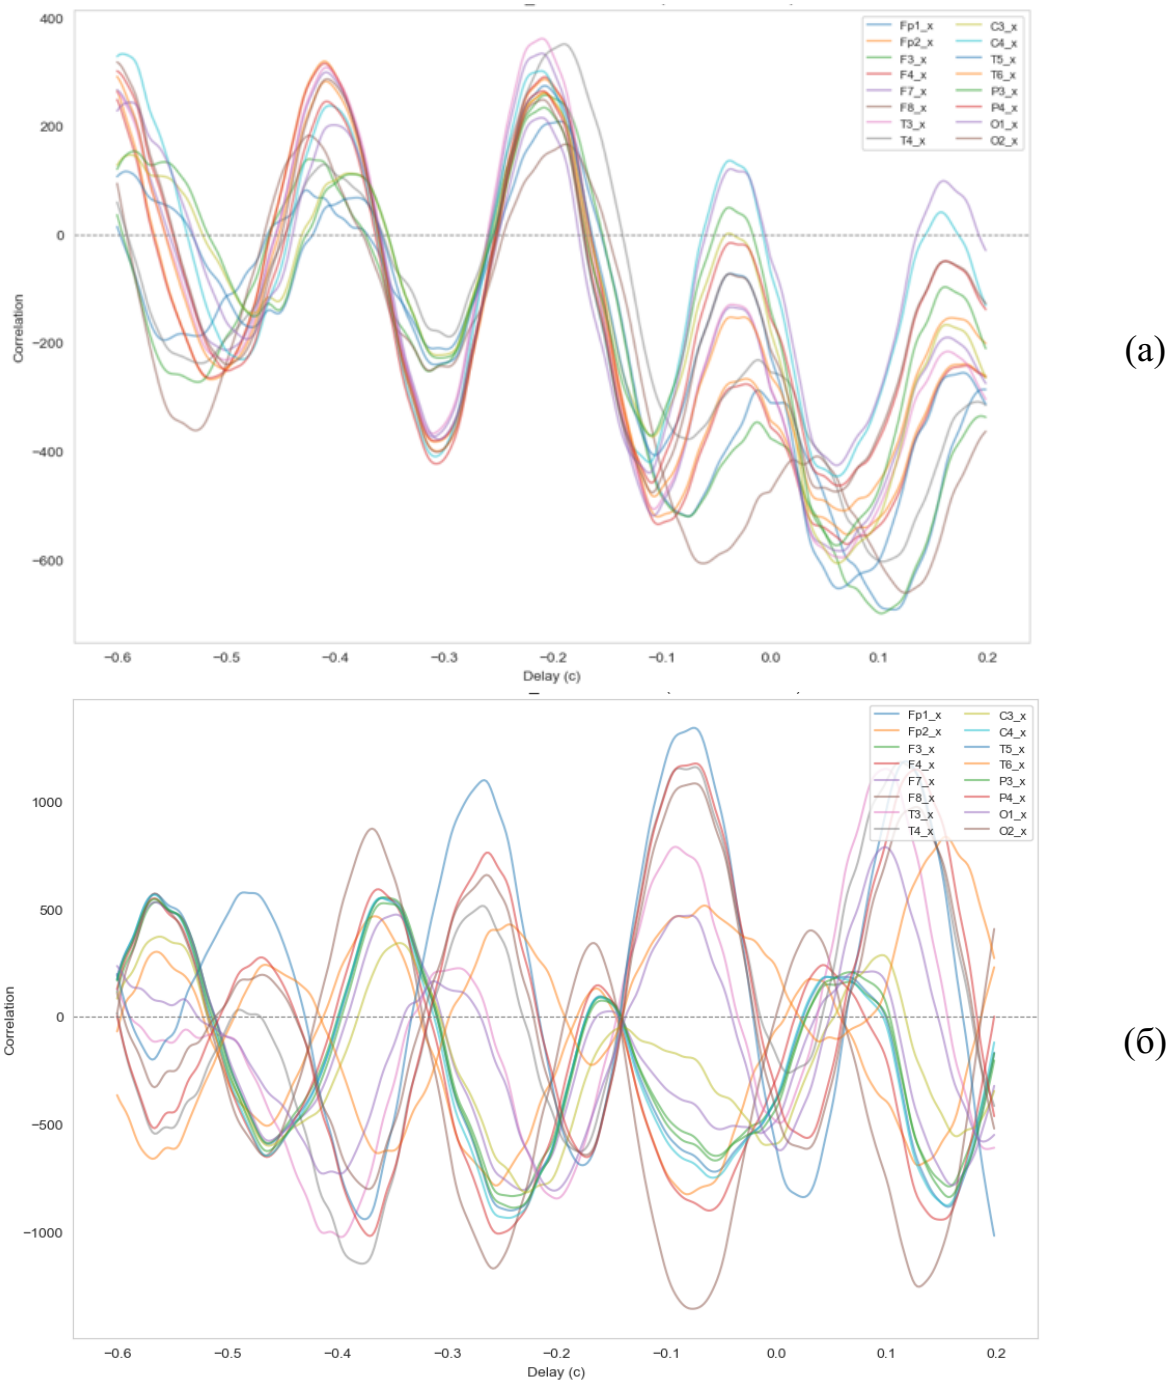 400
200
0
−200
−400
−600
Correlation
−0.6 −0.5 −0.4 −0.3 −0.2 −0.1 0.0 0.1 0.2
Delay (c)
Fp1_x C3_x
Fp2_x C4_x
F3_x T5_x
F4_x T6_x
F7_x P3_x
F8_x P4_x
T3_x O1_x
T4_x O2_x
(а)
1000
500
0
−500
−1000
Correlation
−0.6 −0.5 −0.4 −0.3 −0.2 −0.1 0.0 0.1 0.2
Delay (c)
Fp1_x C3_x
Fp2_x C4_x
F3_x T5_x
F4_x T6_x
F7_x P3_x
F8_x P4_x
T3_x O1_x
T4_x O2_x
(б)